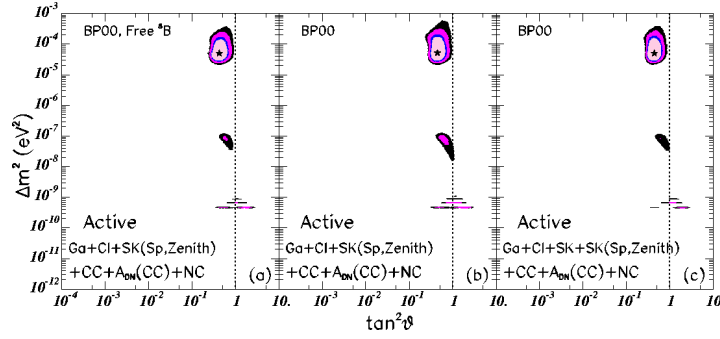 BP00, Free ⁸B
BP00
BP00
Δm² (eV²)
10⁻³
10⁻⁴
10⁻⁵
10⁻⁶
10⁻⁷
10⁻⁸
10⁻⁹
10⁻¹⁰
10⁻¹¹
10⁻¹²
Active
Ga+Cl+SK(Sp,Zenith)
+CC+A_DN(CC)+NC
(a)
Active
Ga+Cl+SK(Sp,Zenith)
+CC+A_DN(CC)+NC
(b)
Active
Ga+Cl+SK+SK(Sp,Zenith)
+CC+A_DN(CC)+NC
(c)
10⁻⁴ 10⁻³ 10⁻² 10⁻¹ 1 10. 10⁻³ 10⁻² 10⁻¹ 1 10. 10⁻³ 10⁻² 10⁻¹ 1 10.
tan²ϑ
tan²ϑ